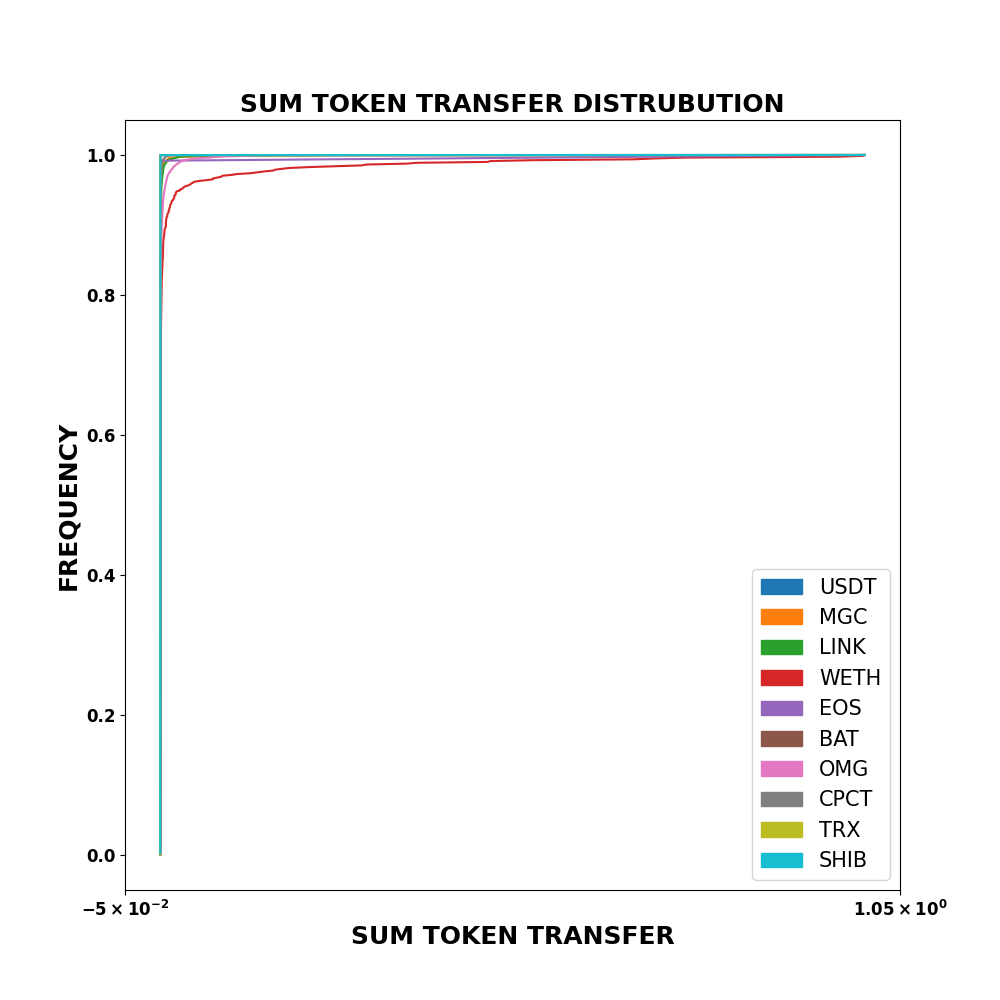 SUM TOKEN TRANSFER DISTRUBUTION
1.0
0.8
0.6
0.4
0.2
0.0
FREQUENCY
USDT
MGC
LINK
WETH
EOS
BAT
OMG
CPCT
TRX
SHIB
−5 × 10⁻² 1.05 × 10⁰
SUM TOKEN TRANSFER